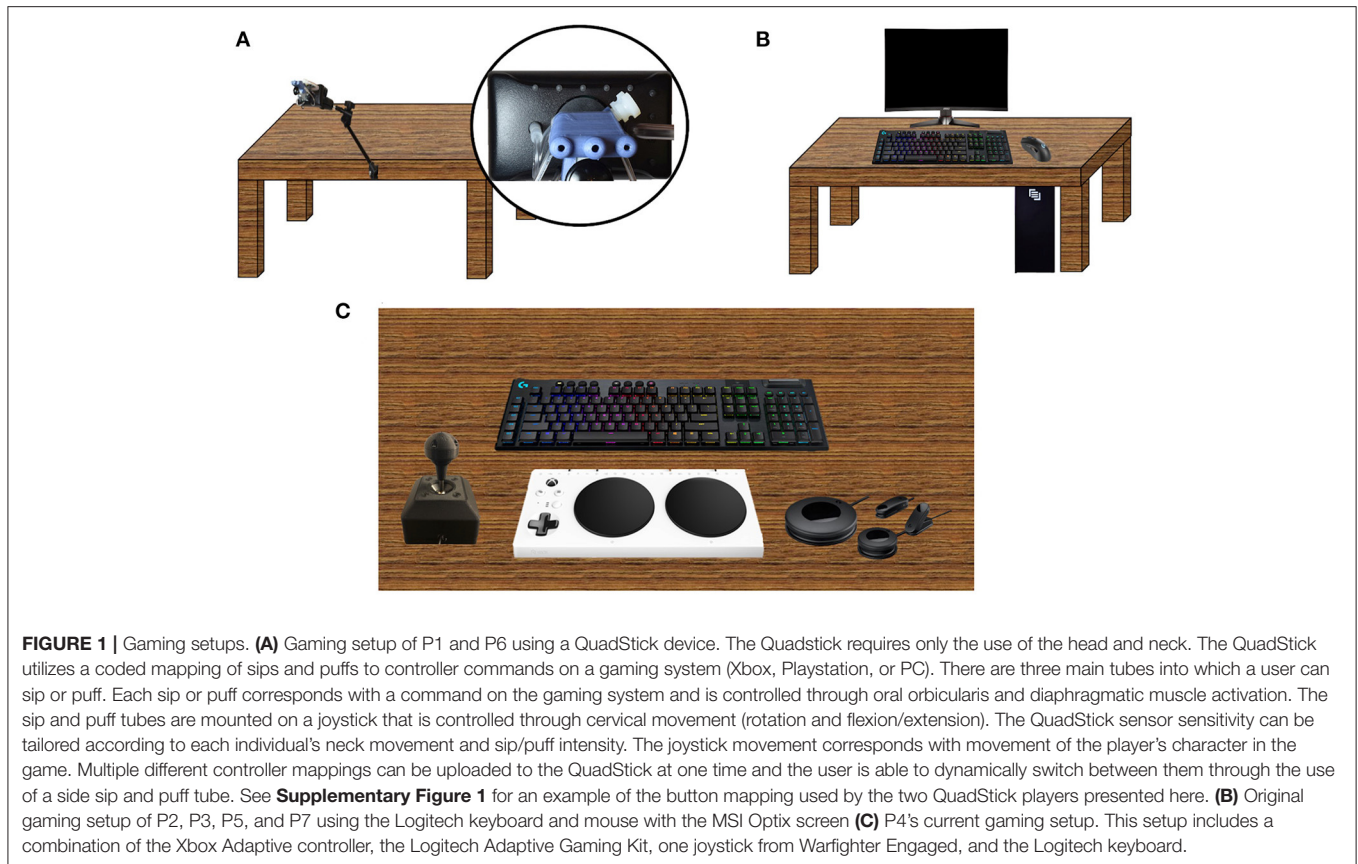 A
B
C
FIGURE 1 | Gaming setups. (A) Gaming setup of P1 and P6 using a QuadStick device. The Quadstick requires only the use of the head and neck. The QuadStick
utilizes a coded mapping of sips and puffs to controller commands on a gaming system (Xbox, Playstation, or PC). There are three main tubes into which a user can
sip or puff. Each sip or puff corresponds with a command on the gaming system and is controlled through oral orbicularis and diaphragmatic muscle activation. The
sip and puff tubes are mounted on a joystick that is controlled through cervical movement (rotation and flexion/extension). The QuadStick sensor sensitivity can be
tailored according to each individual's neck movement and sip/puff intensity. The joystick movement corresponds with movement of the player's character in the
game. Multiple different controller mappings can be uploaded to the QuadStick at one time and the user is able to dynamically switch between them through the use
of a side sip and puff tube. See Supplementary Figure 1 for an example of the button mapping used by the two QuadStick players presented here. (B) Original
gaming setup of P2, P3, P5, and P7 using the Logitech keyboard and mouse with the MSI Optix screen (C) P4's current gaming setup. This setup includes a
combination of the Xbox Adaptive controller, the Logitech Adaptive Gaming Kit, one joystick from Warfighter Engaged, and the Logitech keyboard.